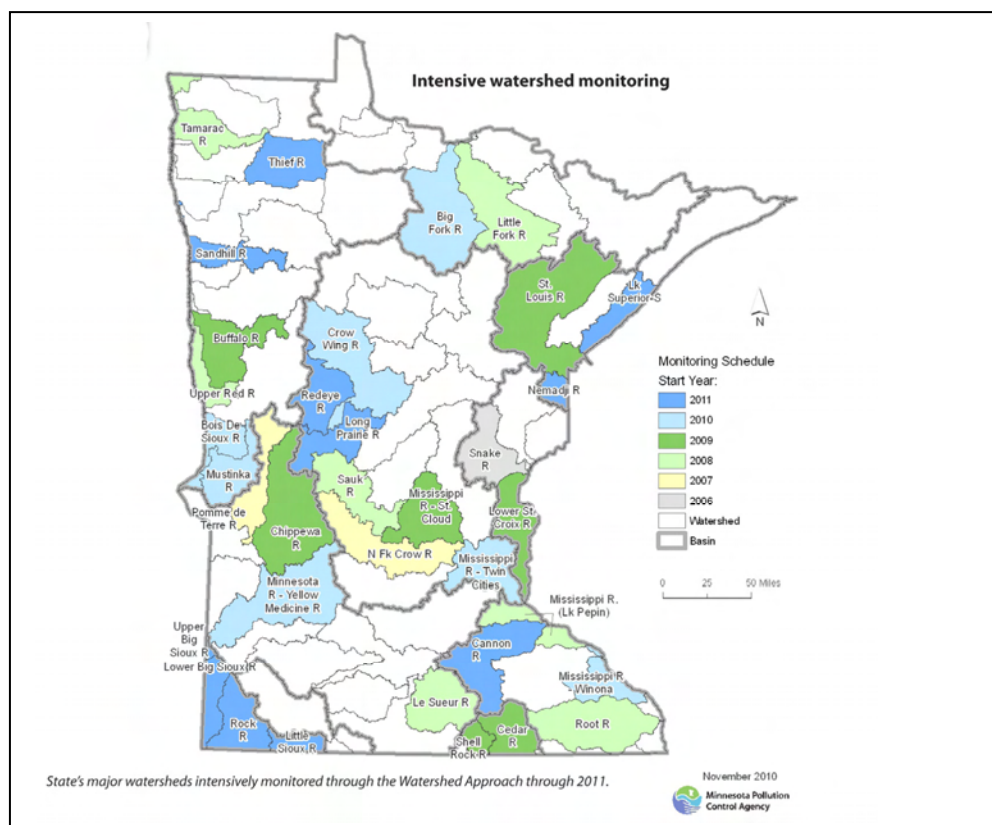 Intensive watershed monitoring
Tamarac
R
Thief R
Big
Fork R
Little
Fork R
Sandhill R
St.
Louis R
Lk
Superior-S
N
Buffalo R
Crow
Wing R
Upper Red R
Redeye
R
Nemadji R
Bois De
Sioux R
Long
Prairie R
Snake
R
Mustinka
R
Sauk
R
Mississippi
R - St.
Cloud
Pomme de
Terre R
Chippewa
R
Lower St.
Croix R
N Fk Crow R
Mississippi
R - Twin
Cities
Minnesota
R - Yellow
Medicine R
Monitoring Schedule
Start Year:
2011
2010
2009
2008
2007
2006
Watershed
Basin
0 25 50 Miles
Mississippi R.
(Lk Pepin)
Upper
Big
Sioux R
Lower Big Sioux R
Cannon
R
Mississippi R
Winona
Le Sueur R
Root R
Rock
R
Little
Sioux R
Shell
Rock R
Cedar
R
State's major watersheds intensively monitored through the Watershed Approach through 2011.
November 2010
Minnesota Pollution
Control Agency